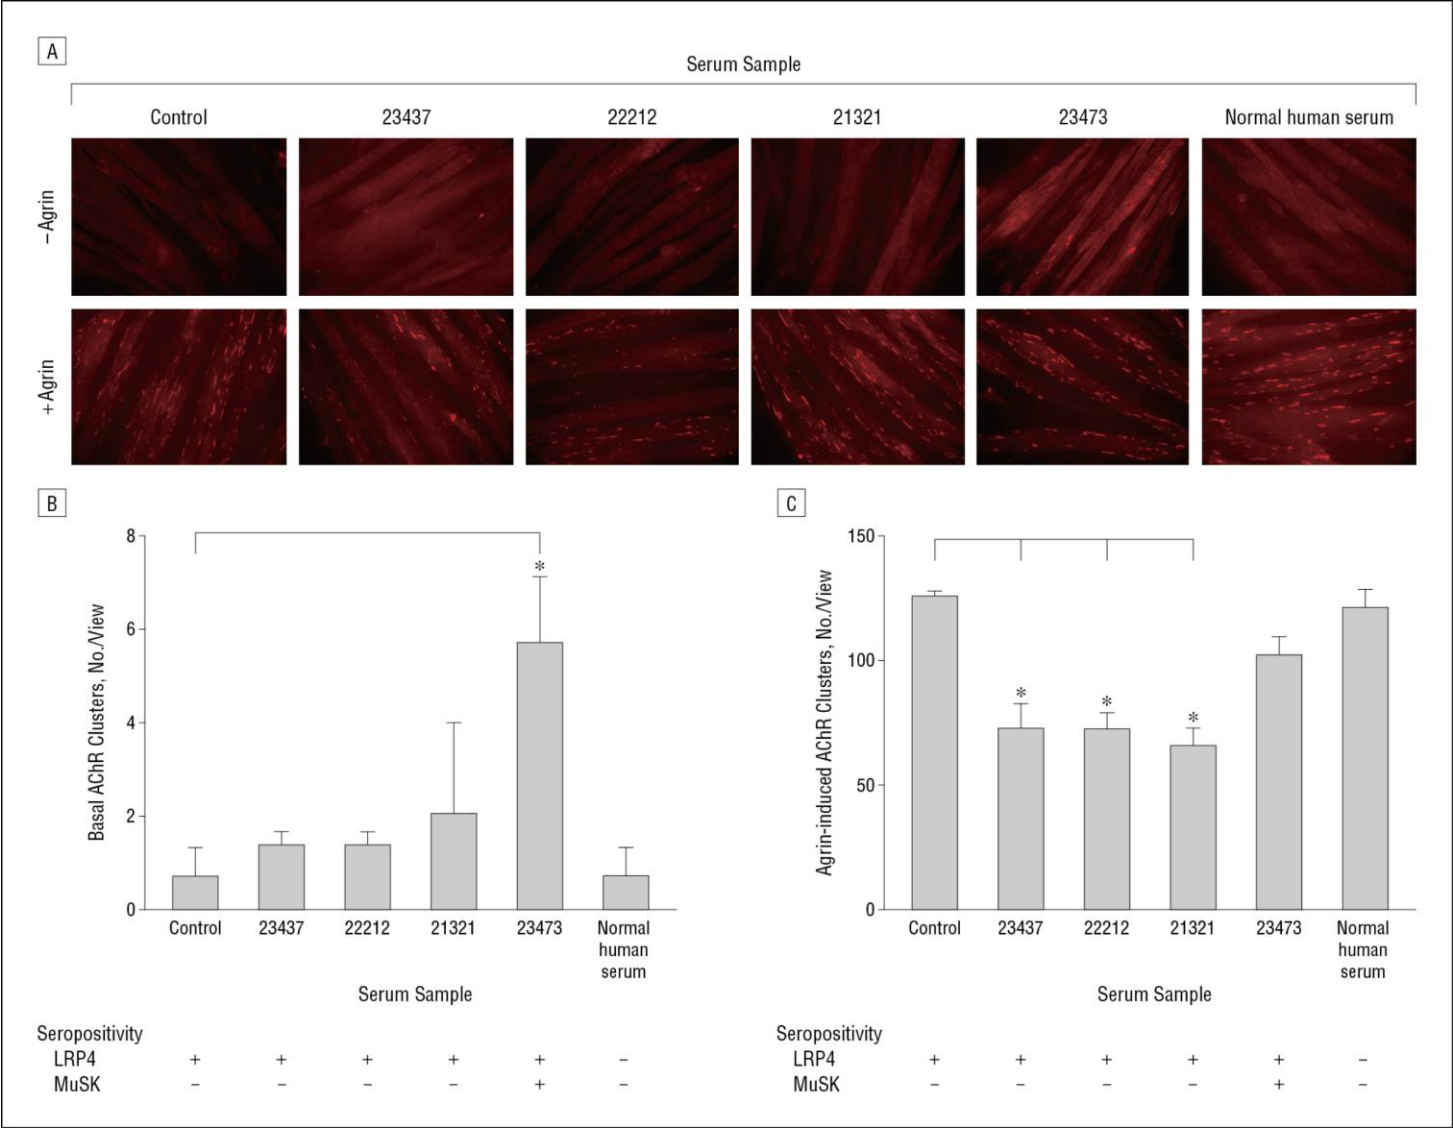 A
Serum Sample
Control 23437 22212 21321 23473 Normal human serum
– Agrin
+ Agrin
B
Basal AChR Clusters, No./View
8
6
4
2
0
*
Control 23437 22212 21321 23473 Normal human serum
Serum Sample
Seropositivity
LRP4 + + + + + –
MuSK – – – – + –
C
Agrin-induced AChR Clusters, No./View
150
100
50
0
* * *
Control 23437 22212 21321 23473 Normal human serum
Serum Sample
Seropositivity
LRP4 + + + + + –
MuSK – – – – + –